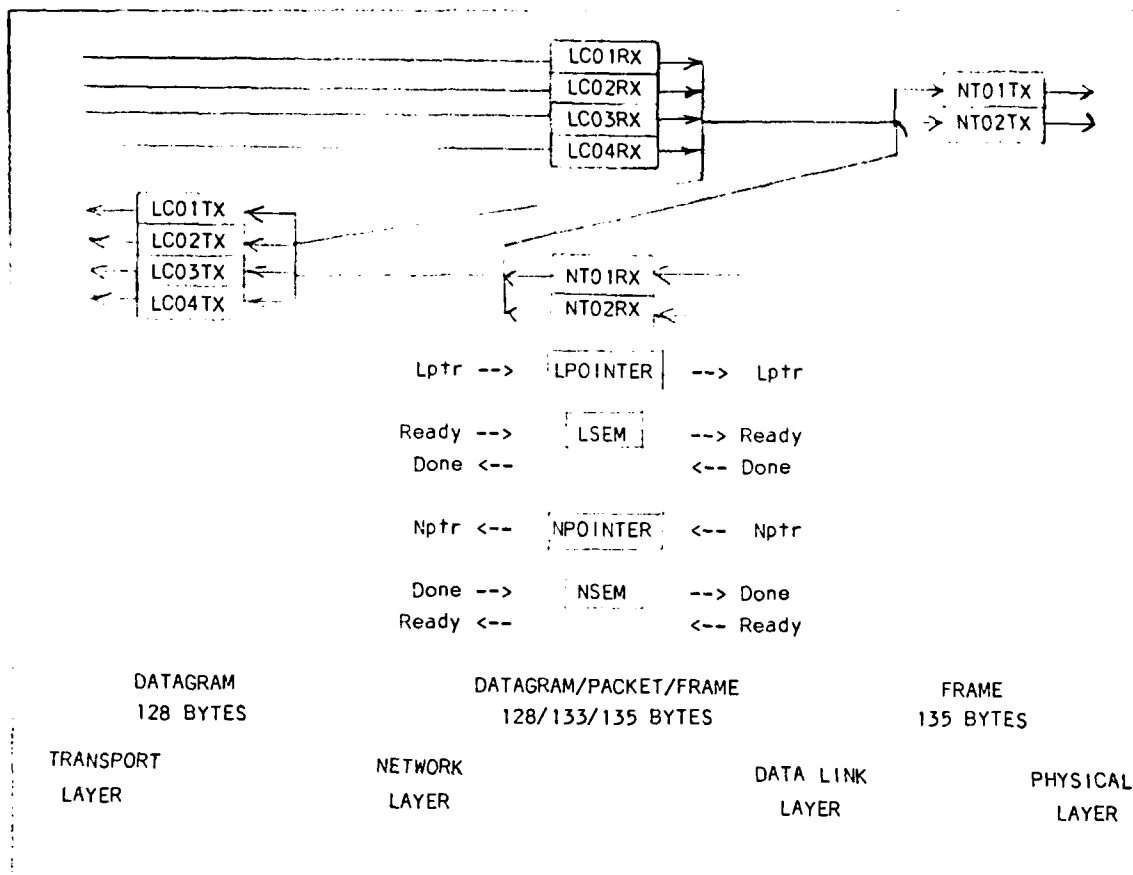 LC01RX
LC02RX
LC03RX
LC04RX
NT01TX
NT02TX
LC01TX
LC02TX
LC03TX
LC04TX
NT01RX
NT02RX
Lptr --> LPOINTER --> Lptr
Ready --> LSEM --> Ready
Done <-- <-- Done
Nptr <-- NPOINTER <-- Nptr
Done --> NSEM --> Done
Ready <-- <-- Ready
DATAGRAM
128 BYTES
DATAGRAM/PACKET/FRAME
128/133/135 BYTES
FRAME
135 BYTES
TRANSPORT
LAYER
NETWORK
LAYER
DATA LINK
LAYER
PHYSICAL
LAYER